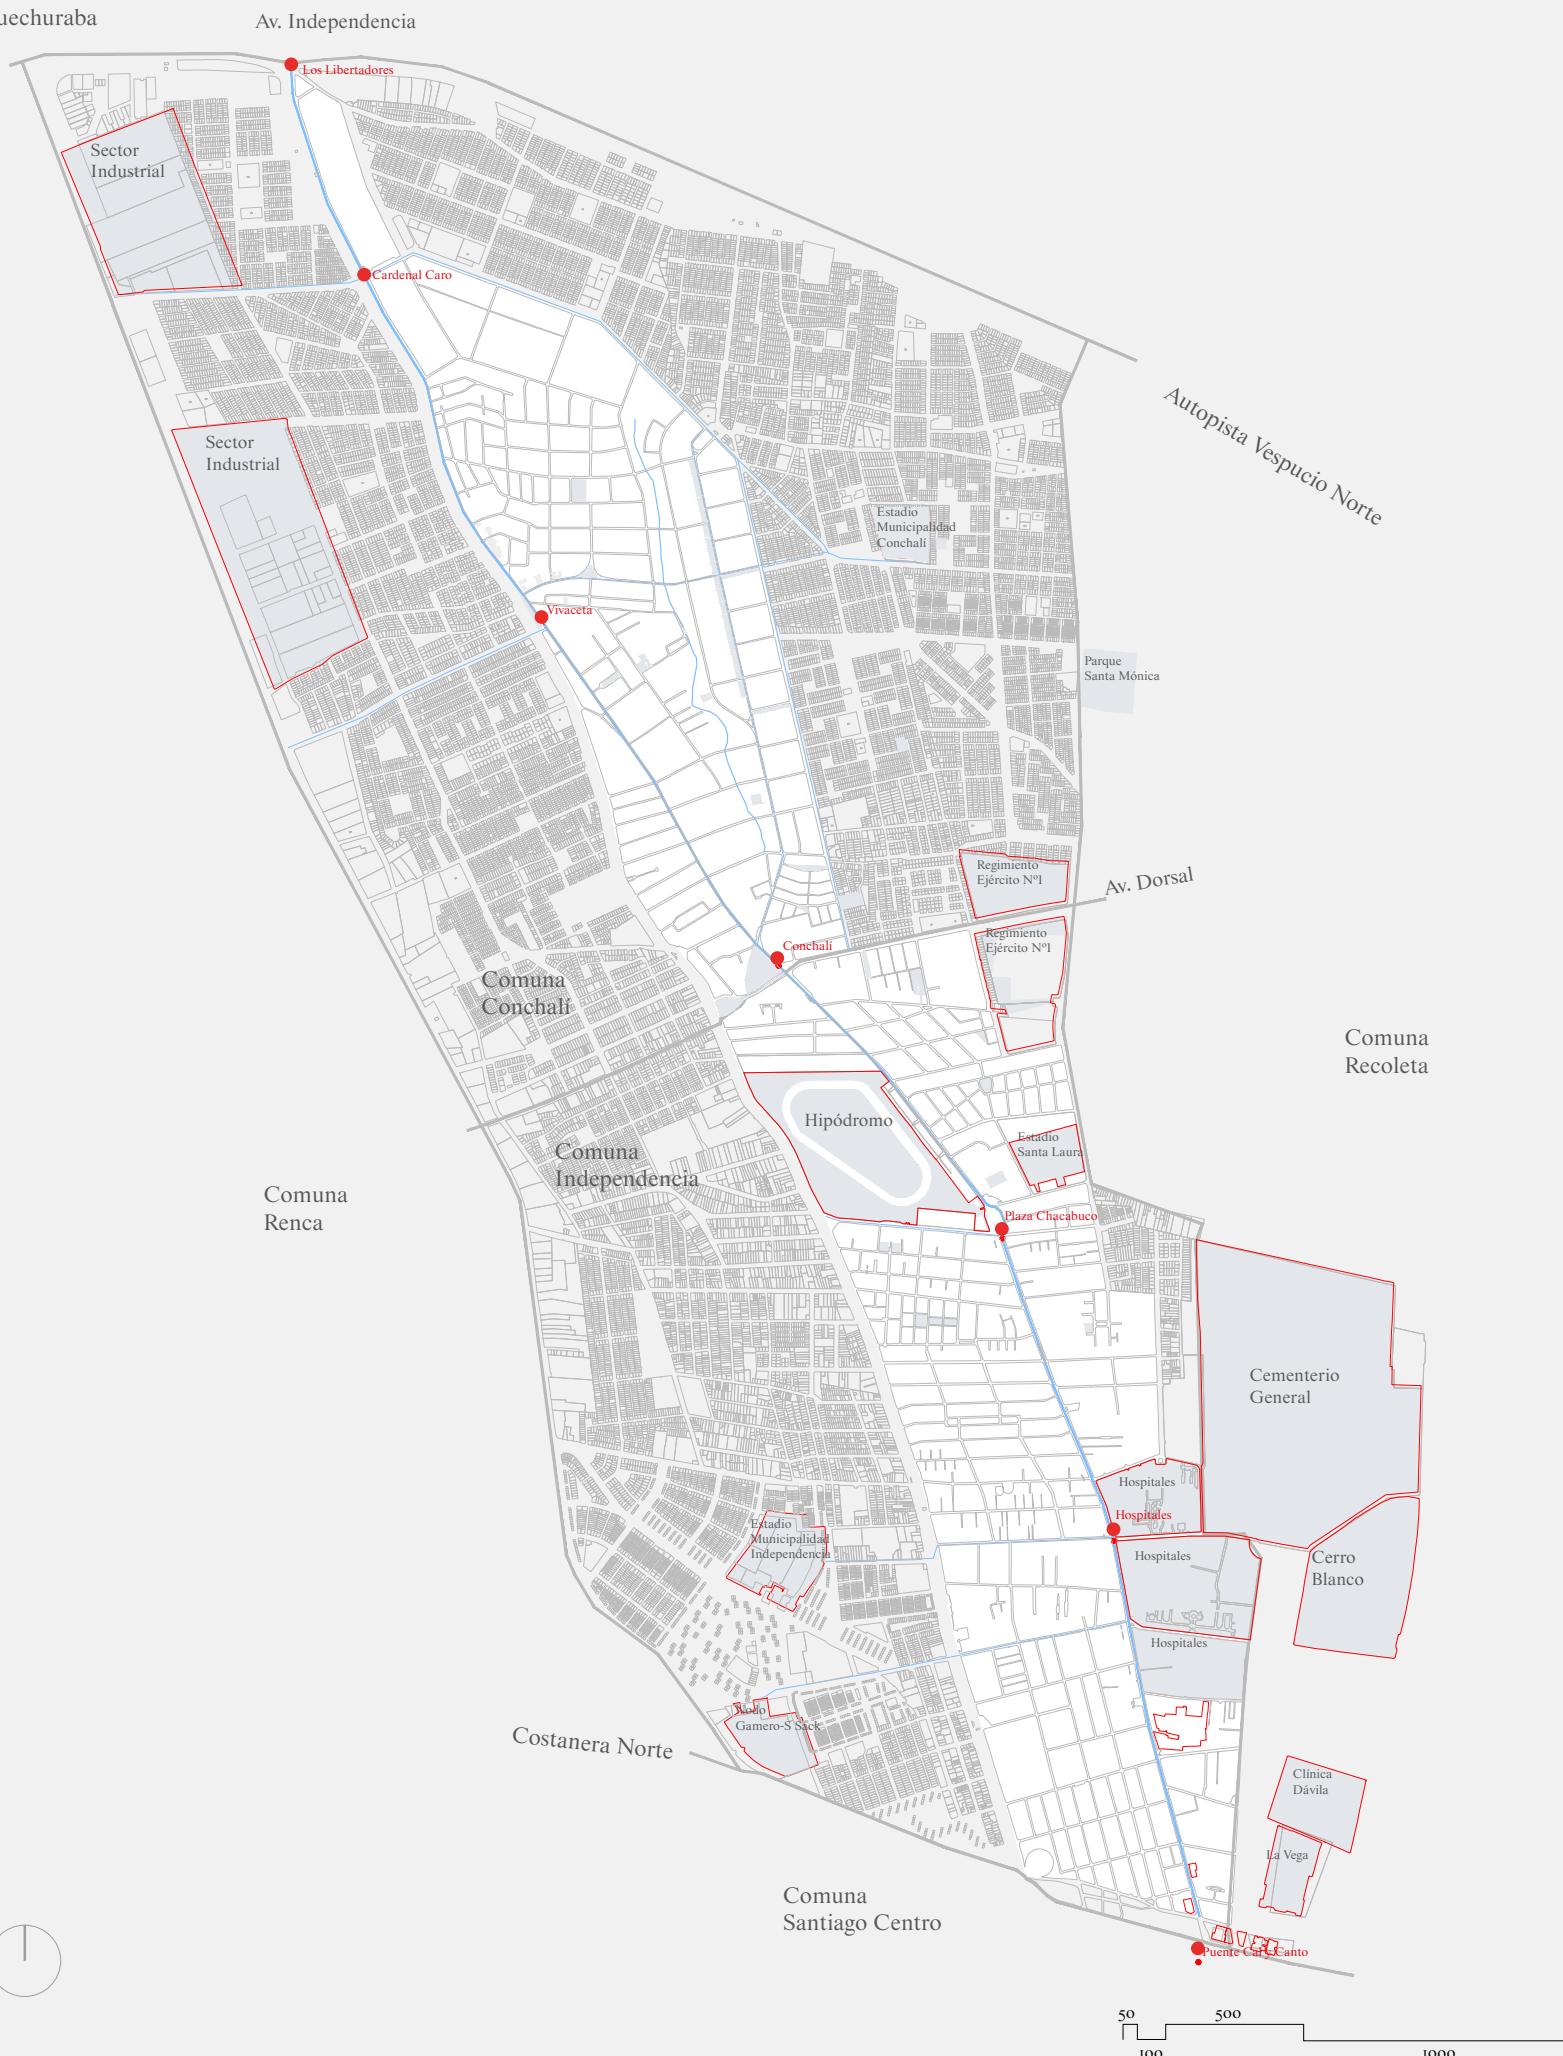 uechuraba
Av. Independencia
Los Libertadores
Sector
Industrial
Cardenal Caro
Autopista Vespucio Norte
Sector
Industrial
Estadio
Municipalidad
Conchalí
Vivaceta
Parque
Santa Mónica
Regimiento
Ejército Nº1
Av. Dorsal
Regimiento
Ejército Nº1
Conchalí
Comuna
Conchalí
Comuna
Recoleta
Hipódromo
Estadio
Santa Laura
Comuna
Independencia
Comuna
Renca
Plaza Chacabuco
Cementerio
General
Hospitales
Hospitales
Estadio
Municipalidad
Independencia
Hospitales
Cerro
Blanco
Hospitales
Nodo
Gamero-S Sack
Costanera Norte
Clínica
Dávila
La Vega
Comuna
Santiago Centro
Puente Cal y Canto
50
500
100
1000